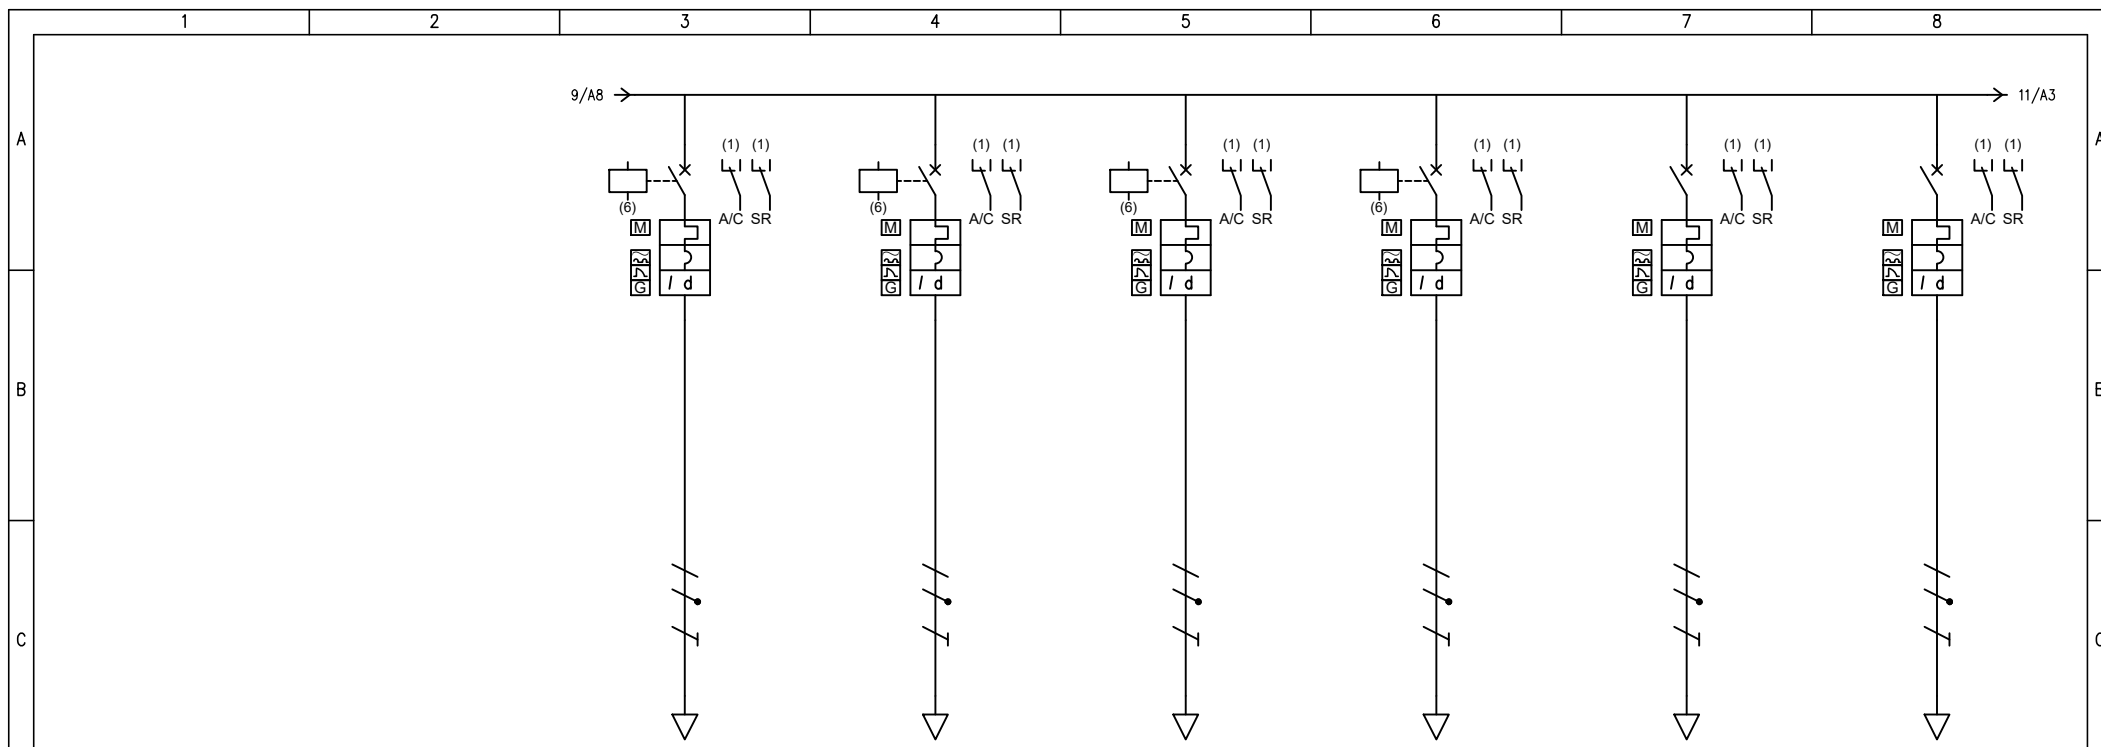 1 2 3 4 5 6 7 8
9/A8 11/A3
A A
(1) (1) (1) (1) (1) (1) (1) (1) (1) (1) (1) (1)
(6) (6) (6) (6)
A/C SR A/C SR A/C SR A/C SR A/C SR A/C SR
M M M M M M
I d I d I d I d I d I d
G G G G G G
B B
C C